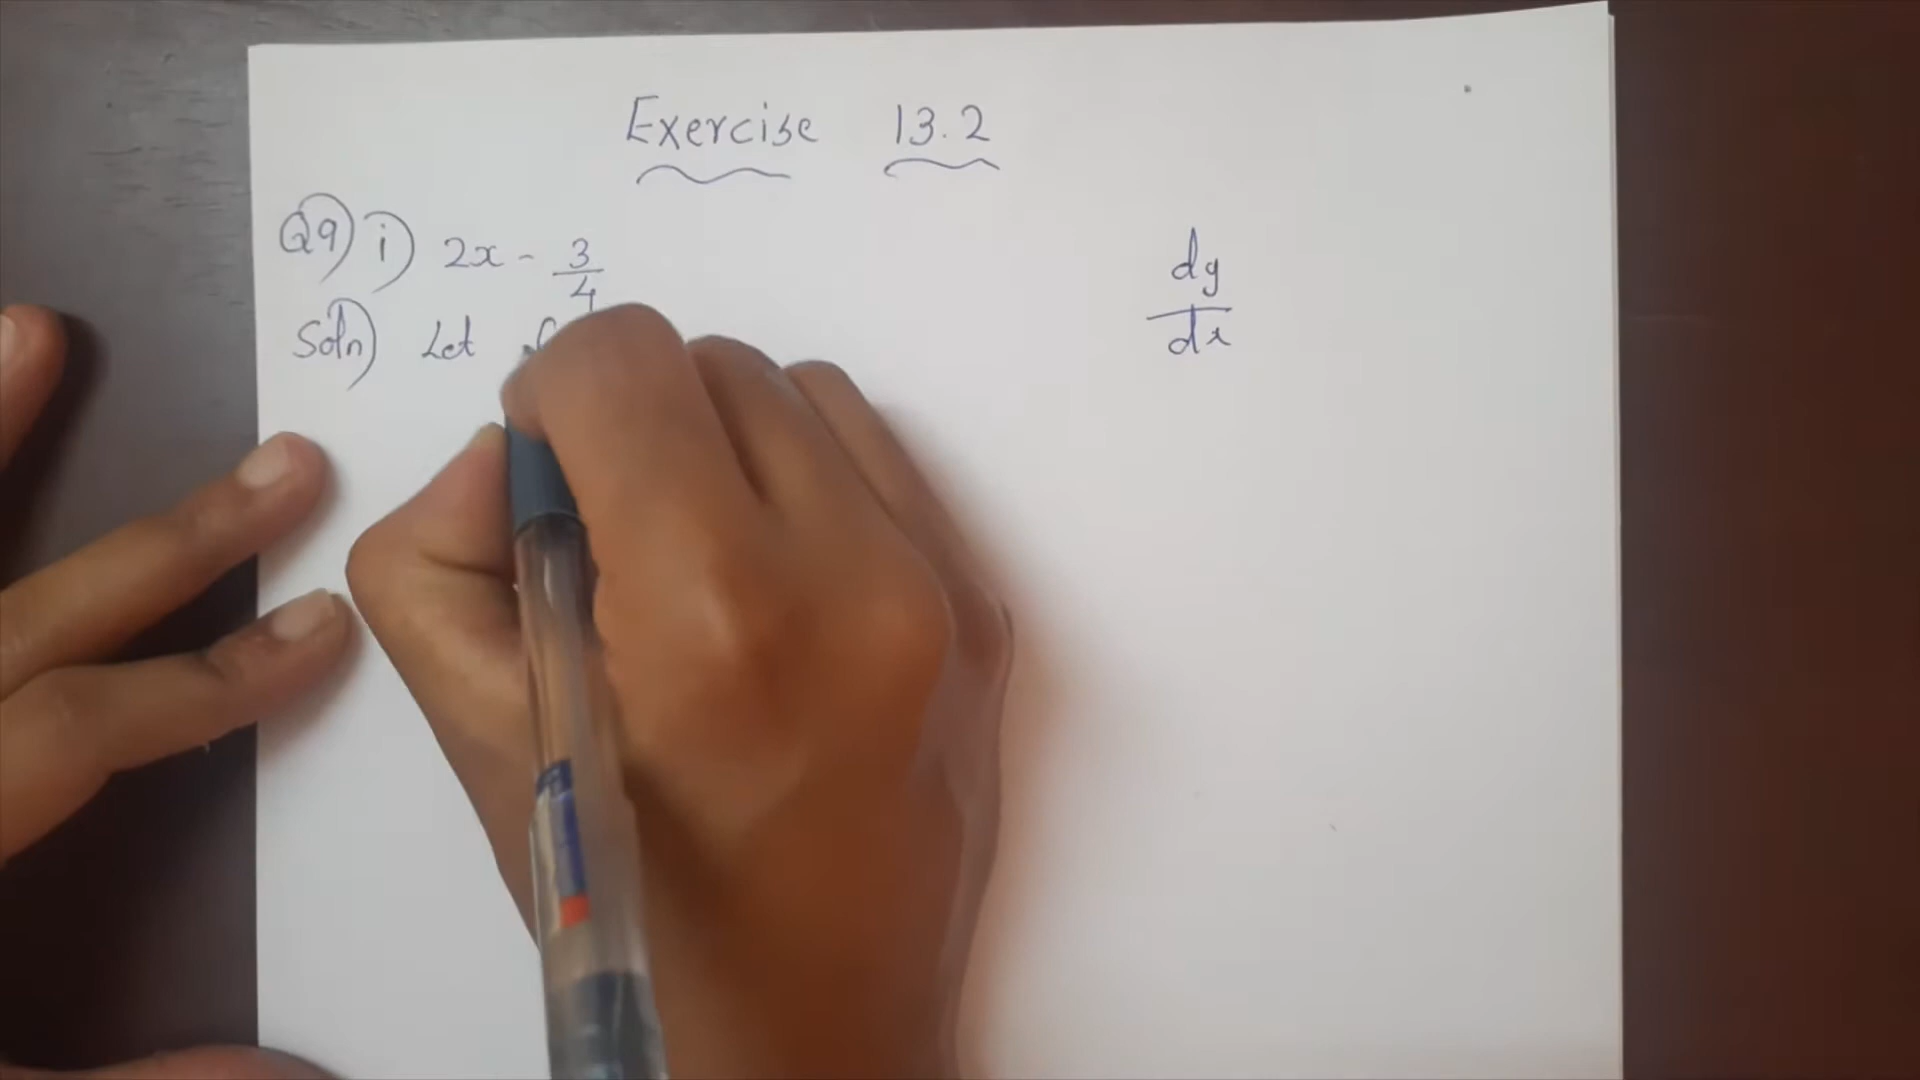 Exercise 13.2
Q9) i) 2x - 3/4
Soln) Let f
dy/dx